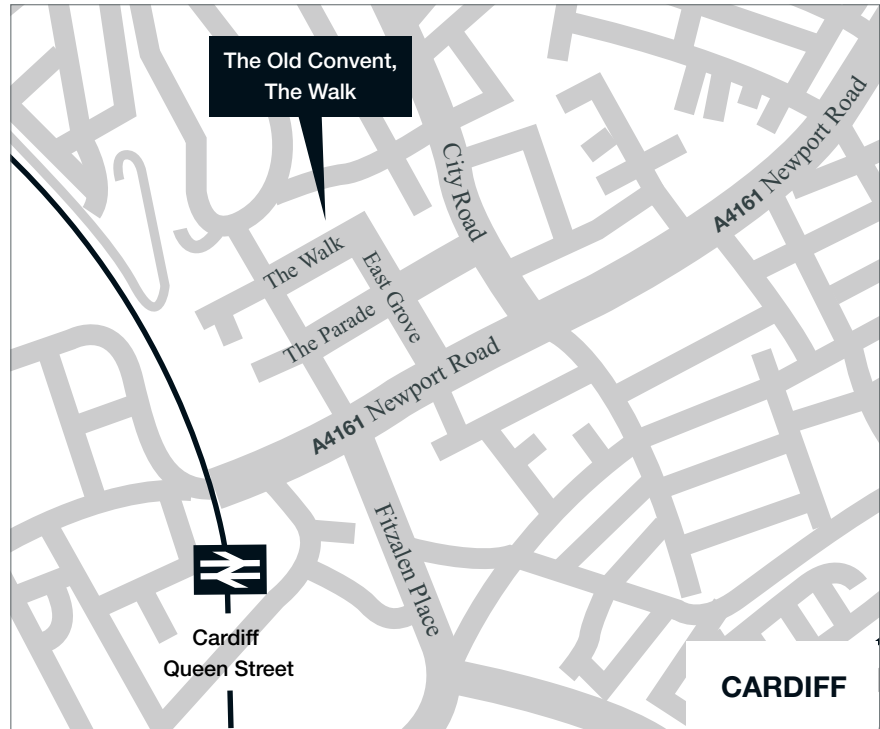 The Old Convent,
The Walk
City Road
A4161 Newport Road
The Walk
East Grove
The Parade
A4161 Newport Road
Fitzalen Place
Cardiff
Queen Street
CARDIFF